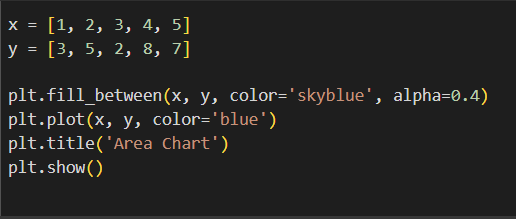 x = [1, 2, 3, 4, 5]
y = [3, 5, 2, 8, 7]
plt.fill_between(x, y, color='skyblue', alpha=0.4)
plt.plot(x, y, color='blue')
plt.title('Area Chart')
plt.show()